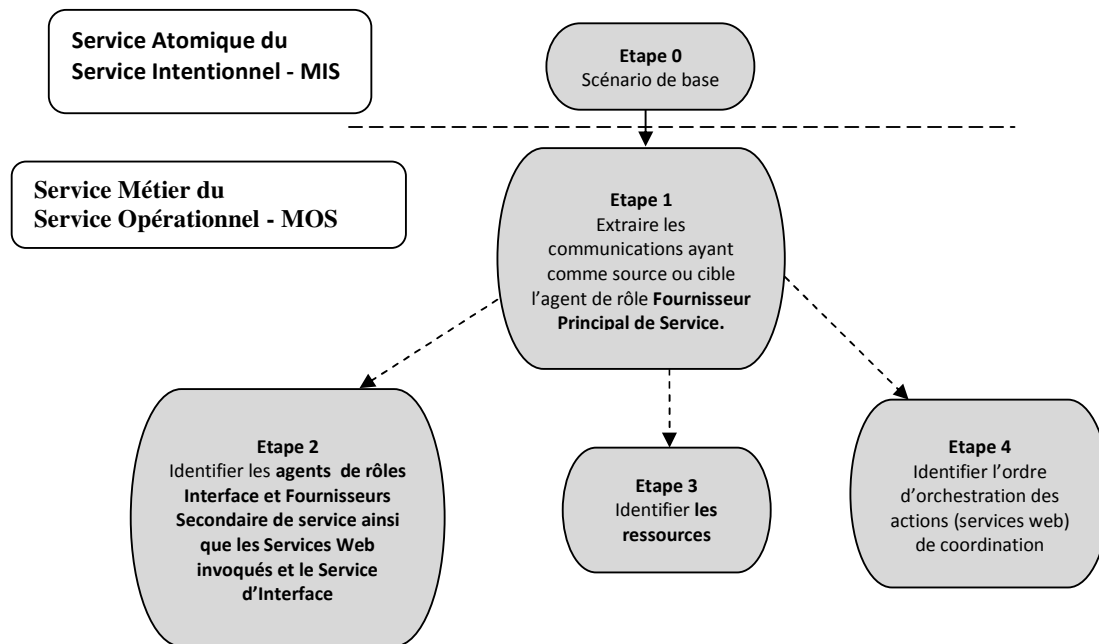 Service Atomique du
Service Intentionnel - MIS
Etape 0
Scénario de base
Service Métier du
Service Opérationnel - MOS
Etape 1
Extraire les
communications ayant
comme source ou cible
l’agent de rôle Fournisseur
Principal de Service.
Etape 2
Identifier les agents de rôles
Interface et Fournisseurs
Secondaire de service ainsi
que les Services Web
invoqués et le Service
d’Interface
Etape 3
Identifier les
ressources
Etape 4
Identifier l’ordre
d’orchestration des
actions (services web)
de coordination